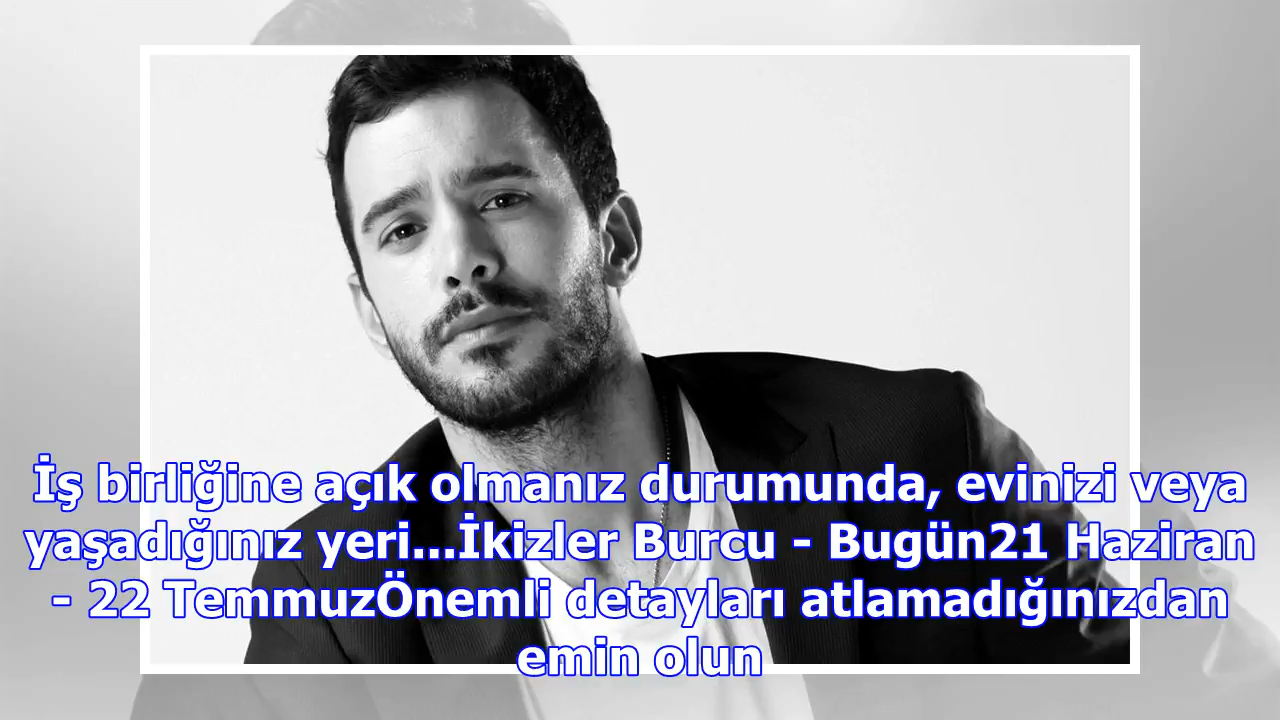 İş birliğine açık olmanız durumunda, evinizi veya
yaşadığınız yeri...İkizler Burcu - Bugün21 Haziran
- 22 TemmuzÖnemli detayları atlamadığınızdan
emin olun